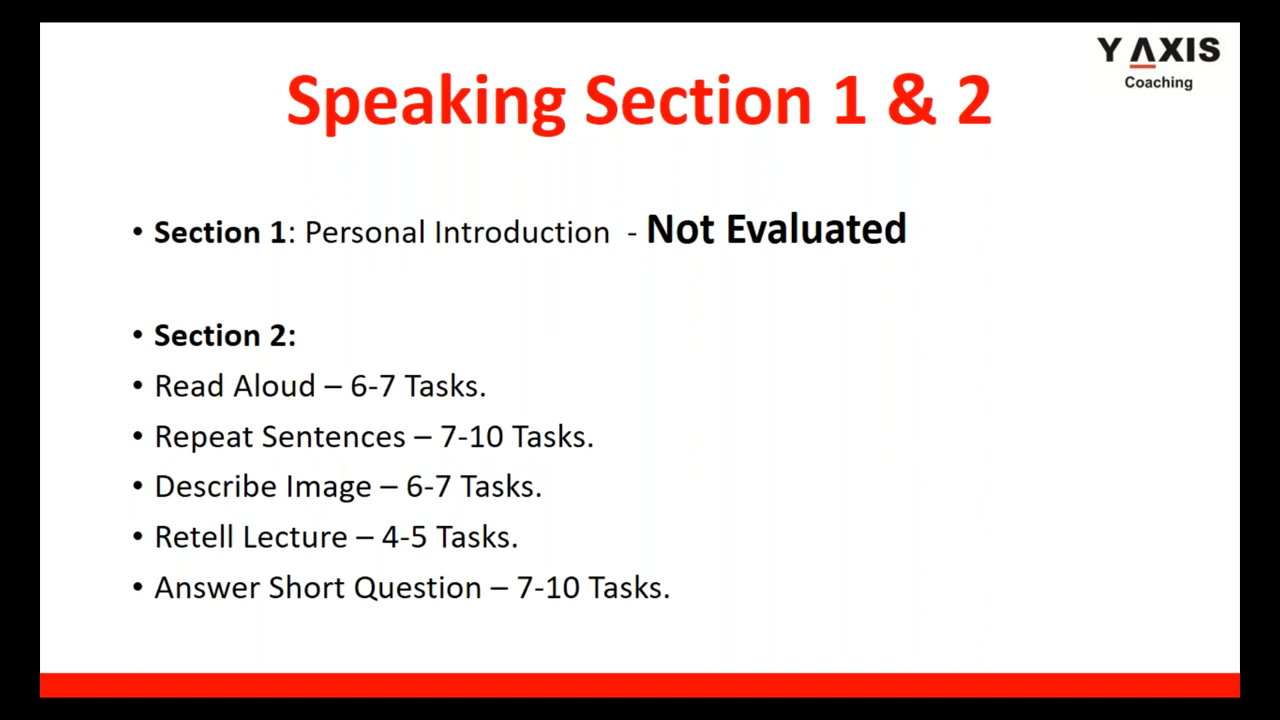 Y AXIS
Coaching
Speaking Section 1 & 2
• Section 1: Personal Introduction - Not Evaluated
• Section 2:
• Read Aloud – 6-7 Tasks.
• Repeat Sentences – 7-10 Tasks.
• Describe Image – 6-7 Tasks.
• Retell Lecture – 4-5 Tasks.
• Answer Short Question – 7-10 Tasks.